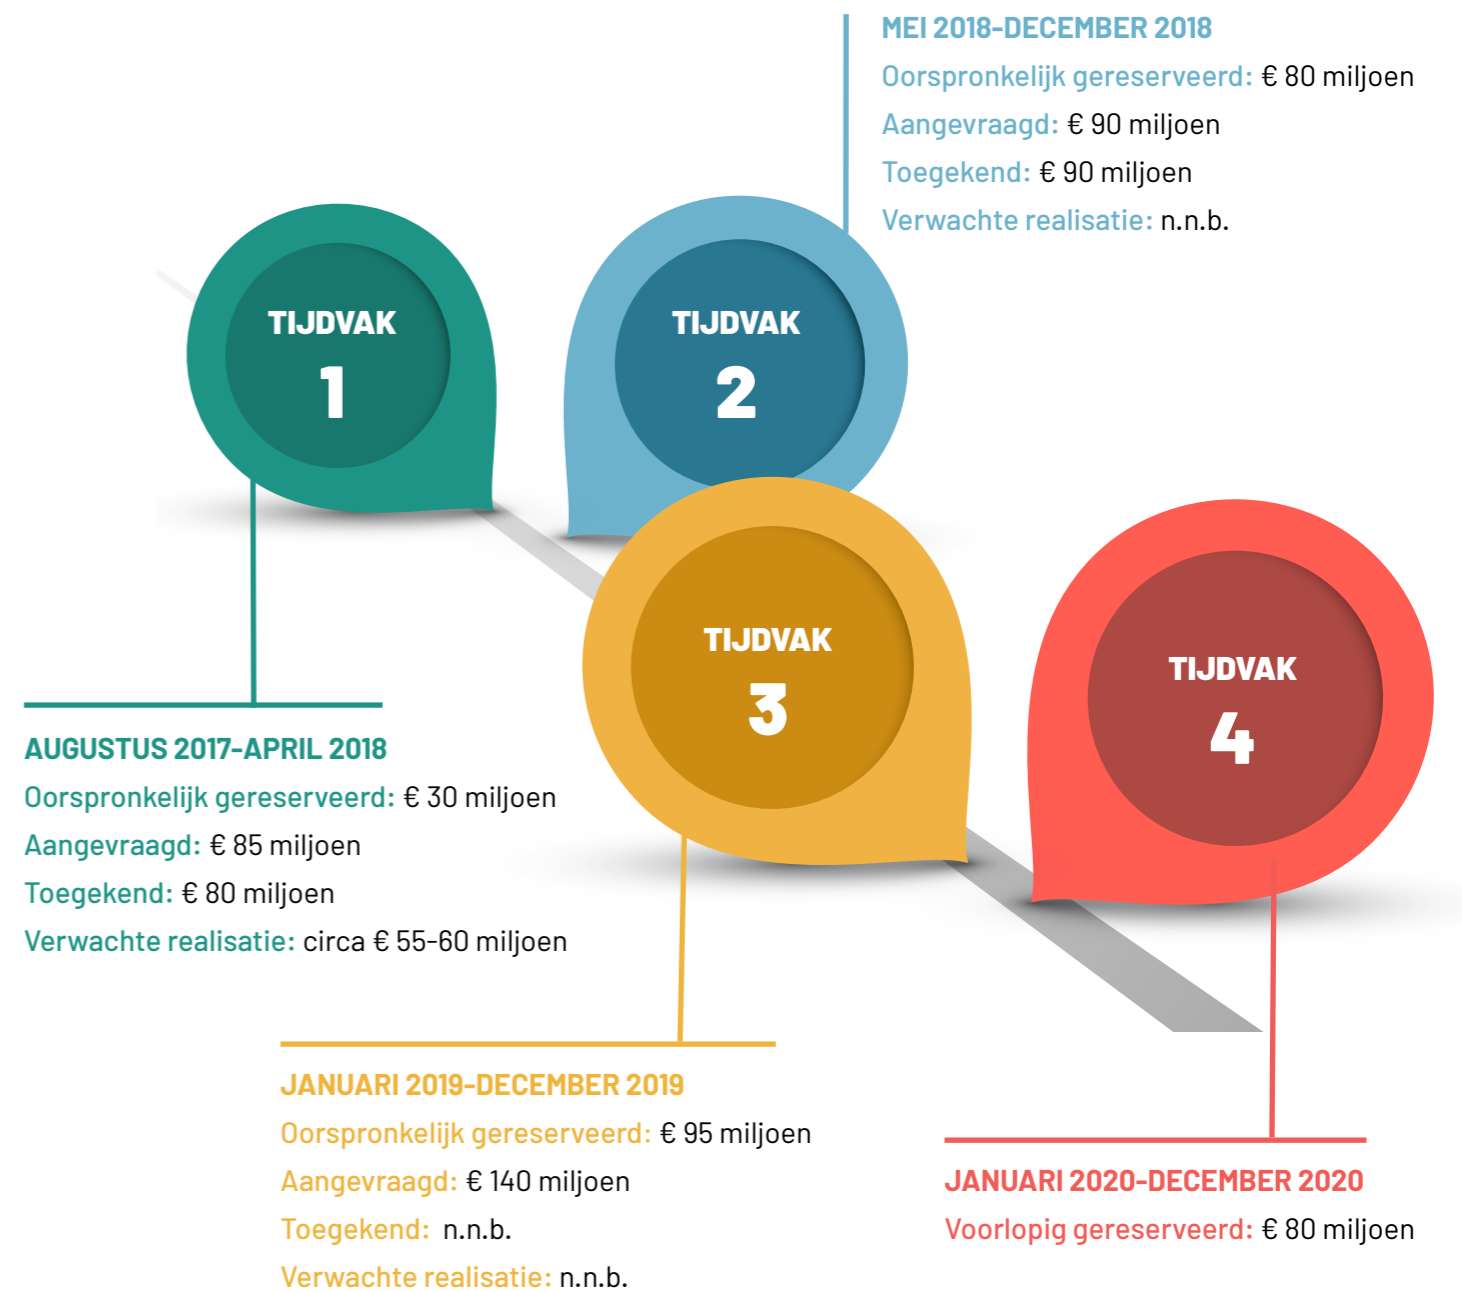 TIJDVAK
1
AUGUSTUS 2017-APRIL 2018
Oorspronkelijk gereserveerd: € 30 miljoen
Aangevraagd: € 85 miljoen
Toegekend: € 80 miljoen
Verwachte realisatie: circa € 55-60 miljoen
TIJDVAK
2
MEI 2018-DECEMBER 2018
Oorspronkelijk gereserveerd: € 80 miljoen
Aangevraagd: € 90 miljoen
Toegekend: € 90 miljoen
Verwachte realisatie: n.n.b.
TIJDVAK
3
JANUARI 2019-DECEMBER 2019
Oorspronkelijk gereserveerd: € 95 miljoen
Aangevraagd: € 140 miljoen
Toegekend: n.n.b.
Verwachte realisatie: n.n.b.
TIJDVAK
4
JANUARI 2020-DECEMBER 2020
Voorlopig gereserveerd: € 80 miljoen